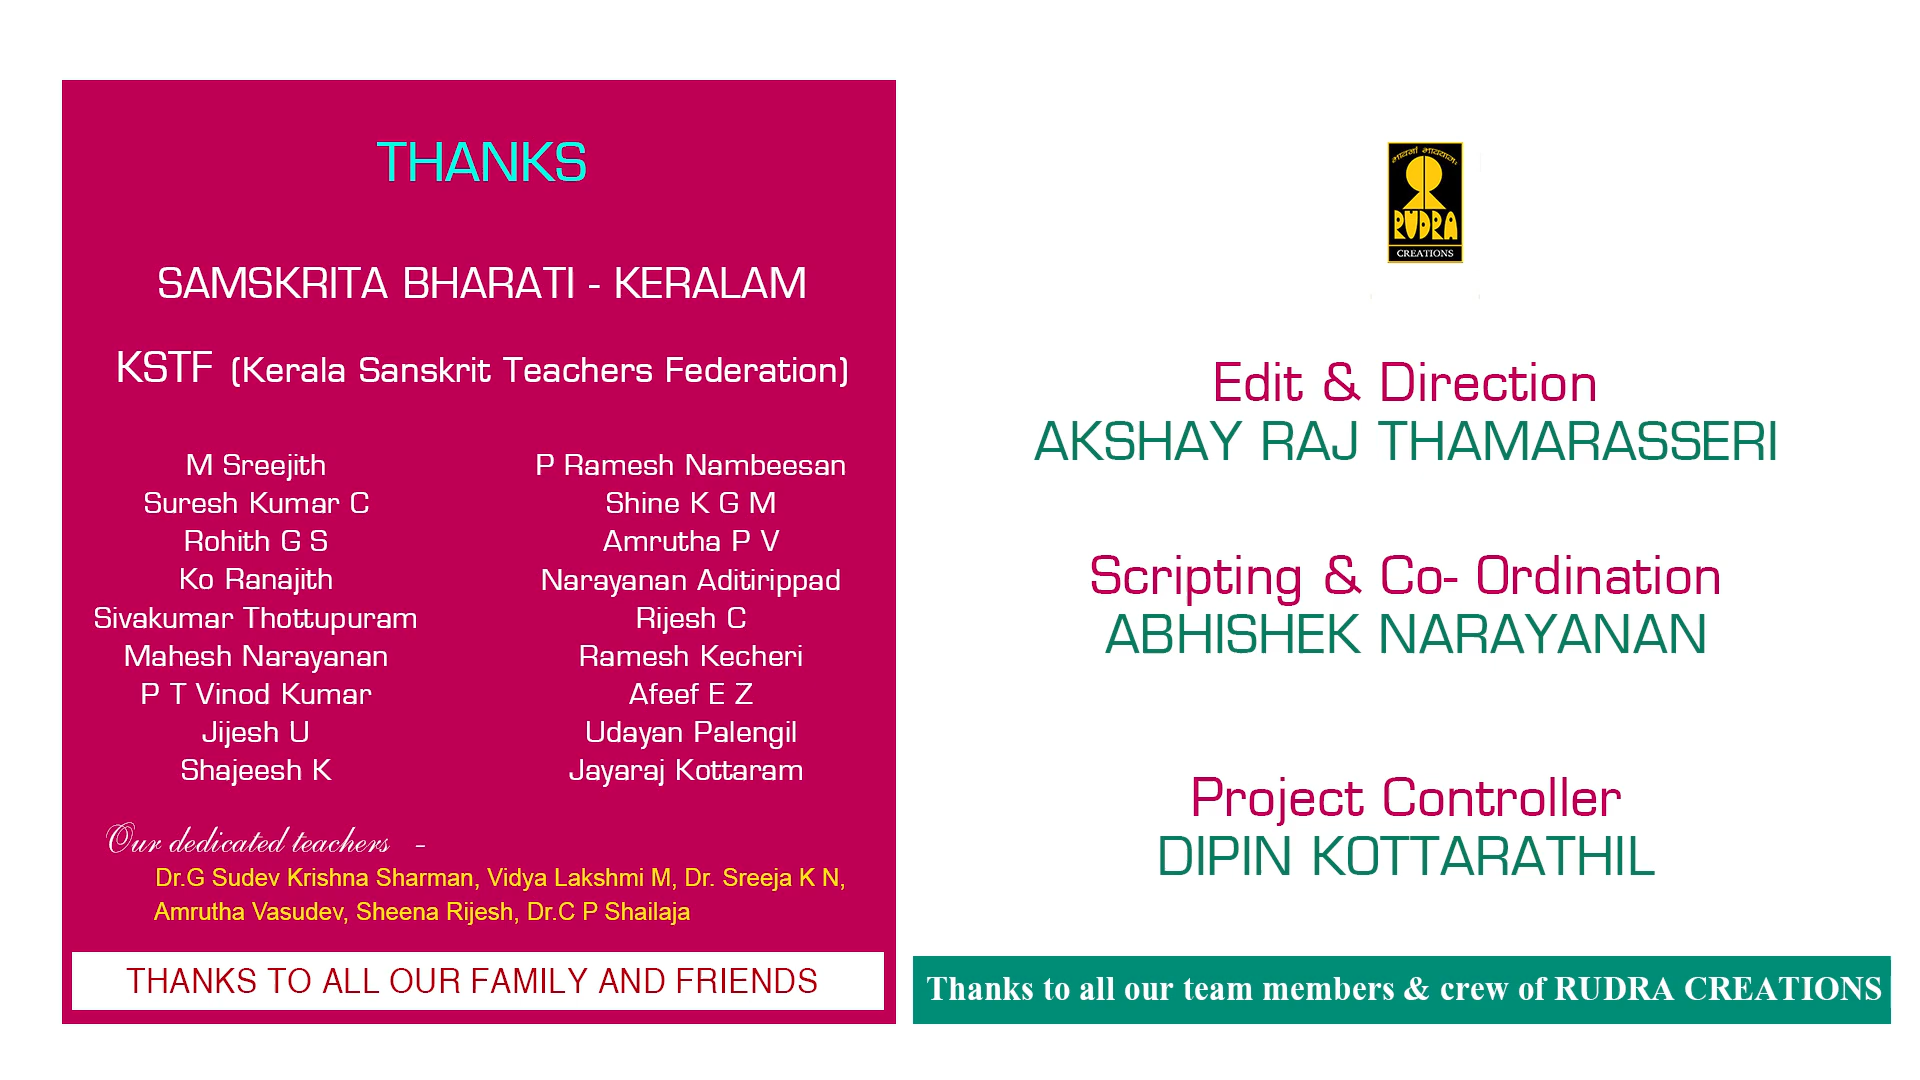 THANKS
SAMSKRITA BHARATI - KERALAM
KSTF (Kerala Sanskrit Teachers Federation)
M Sreejith
Suresh Kumar C
Rohith G S
Ko Ranajith
Sivakumar Thottupuram
Mahesh Narayanan
P T Vinod Kumar
Jijesh U
Shajeesh K
P Ramesh Nambeesan
Shine K G M
Amrutha P V
Narayanan Aditirippad
Rijesh C
Ramesh Kecheri
Afeef E Z
Udayan Palengil
Jayaraj Kottaram
Our dedicated teachers -
Dr.G Sudev Krishna Sharman, Vidya Lakshmi M, Dr. Sreeja K N,
Amrutha Vasudev, Sheena Rijesh, Dr.C P Shailaja
THANKS TO ALL OUR FAMILY AND FRIENDS
RUDRA
CREATIONS
Edit & Direction
AKSHAY RAJ THAMARASSERI
Scripting & Co- Ordination
ABHISHEK NARAYANAN
Project Controller
DIPIN KOTTARATHIL
Thanks to all our team members & crew of RUDRA CREATIONS